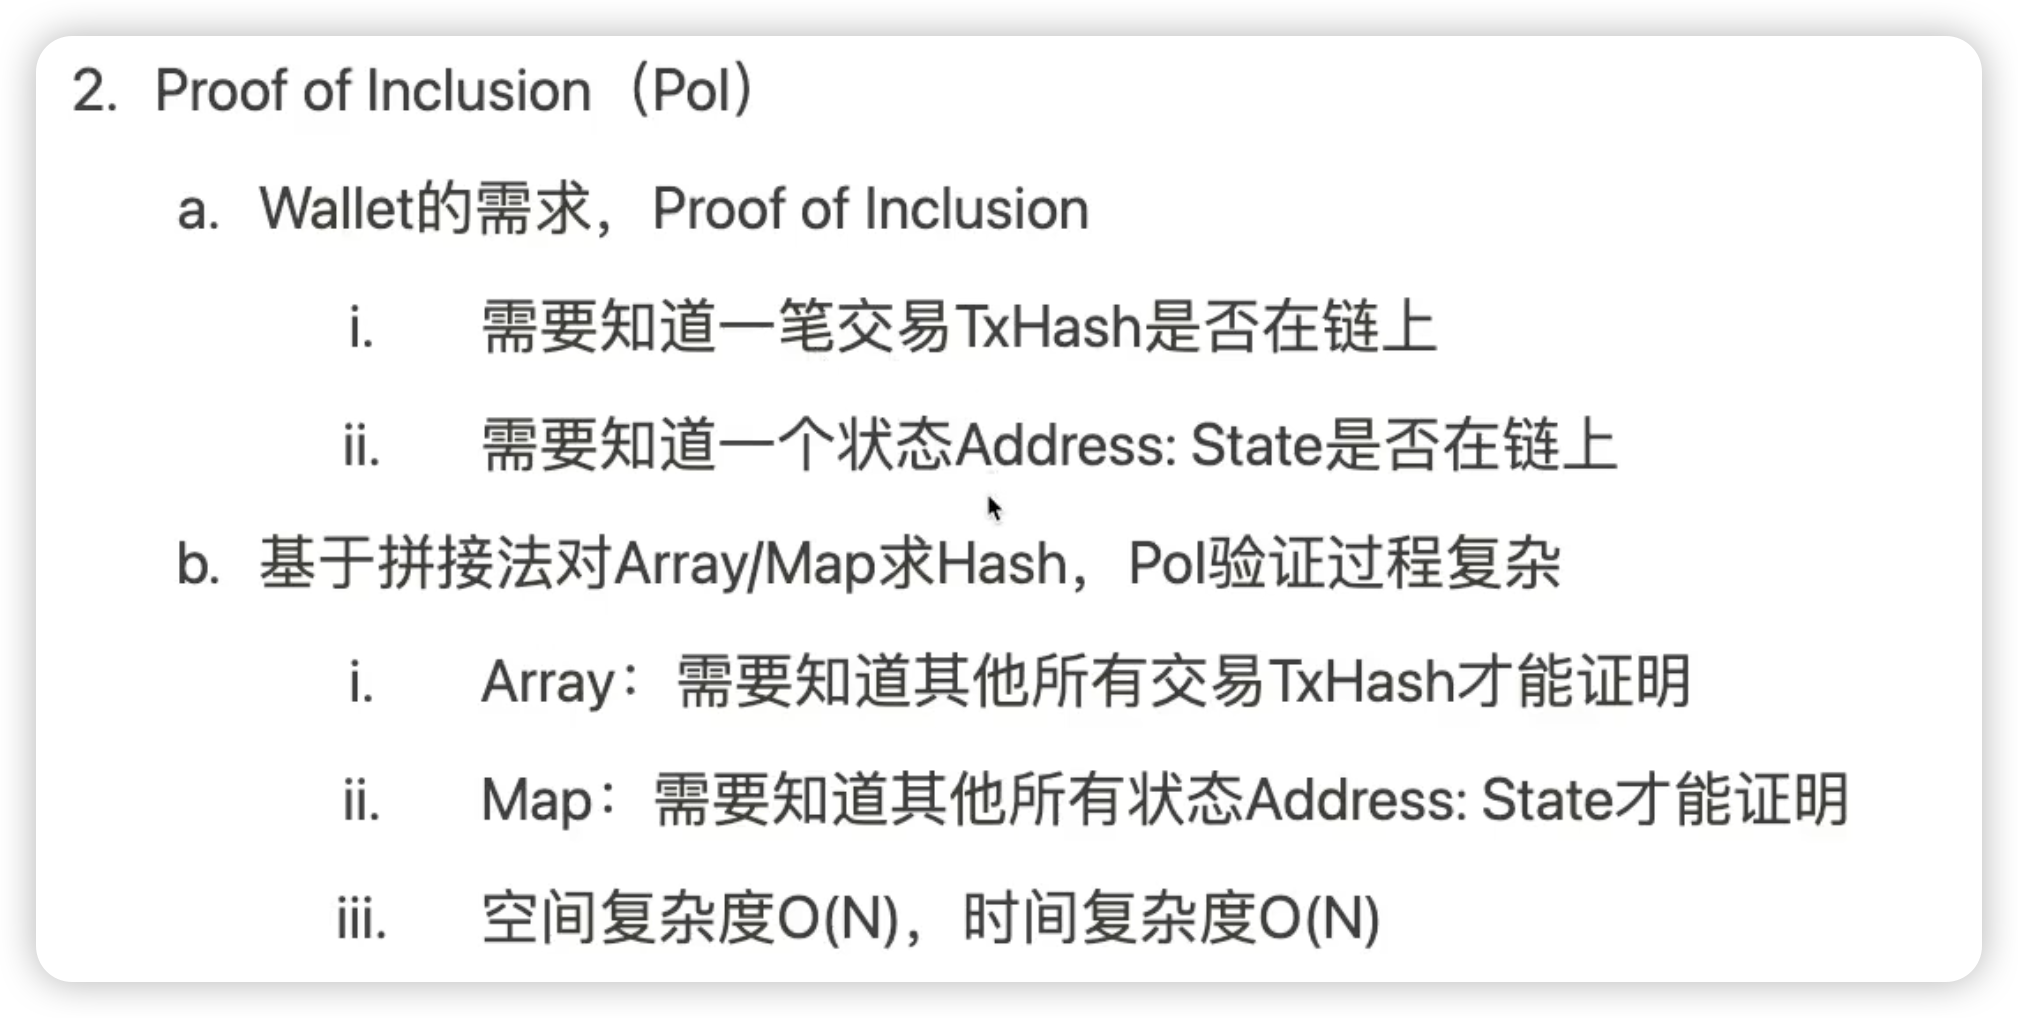 2. Proof of Inclusion（PoI）
a. Wallet的需求，Proof of Inclusion
i. 需要知道一笔交易TxHash是否在链上
ii. 需要知道一个状态Address: State是否在链上
b. 基于拼接法对Array/Map求Hash，PoI验证过程复杂
i. Array：需要知道其他所有交易TxHash才能证明
ii. Map：需要知道其他所有状态Address: State才能证明
iii. 空间复杂度O(N)，时间复杂度O(N)